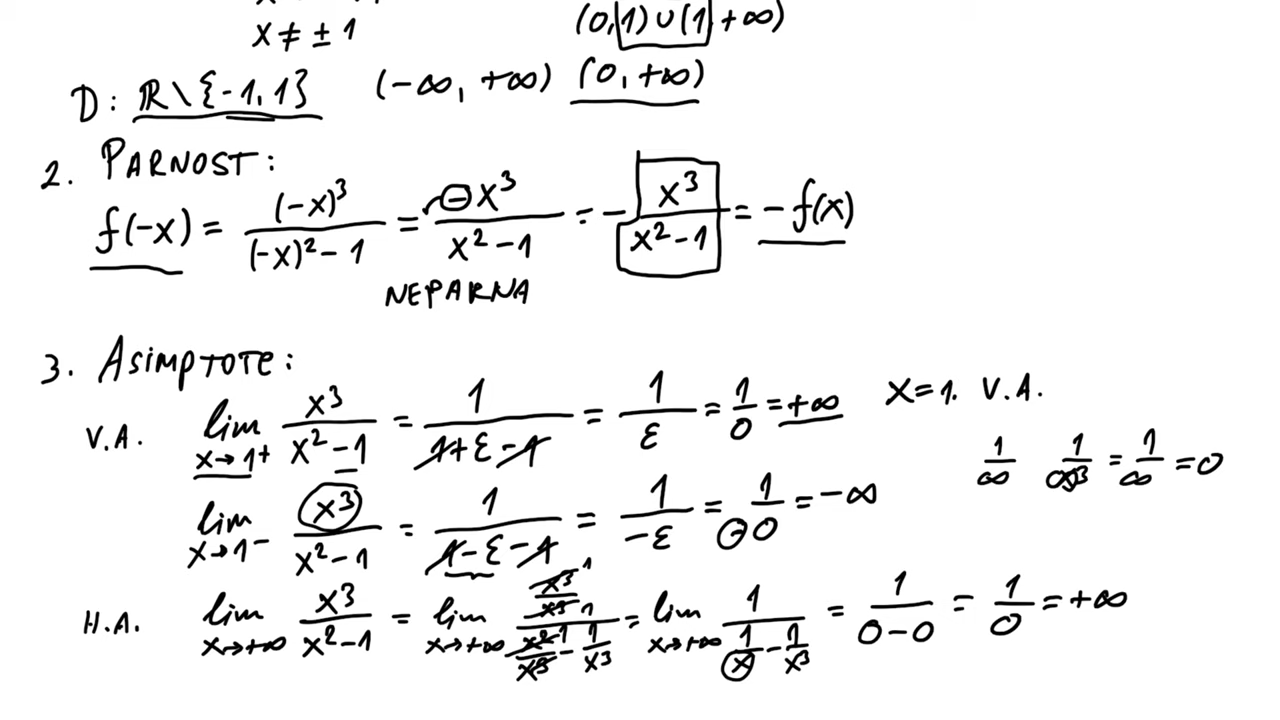 x ≠ ± 1
(0,1) ∪ (1,+∞)
D: ℝ \ {-1,1} (-∞, +∞) (0, +∞)
2. PARNOST:
f(-x) = (-x)³/((-x)² - 1) = -x³/(x² - 1) = - x³/(x² - 1) = - f(x)
NEPARNA
3. ASIMPTOTE:
V.A. lim x→1⁺ x³/(x² - 1) = 1/(1+ε-1) = 1/ε = 1/0 = +∞ X=1. V.A.
1/∞ 1/∞³ = 1/∞ = 0
lim x→1⁻ x³/(x² - 1) = 1/(1-ε-1) = 1/-ε = 1/-0 = -∞
H.A. lim x→+∞ x³/(x² - 1) = lim x→+∞ (x³/x³)/(x²/x³ - 1/x³) = lim x→+∞ 1/(1/x - 1/x³) = 1/(0-0) = 1/0 = +∞